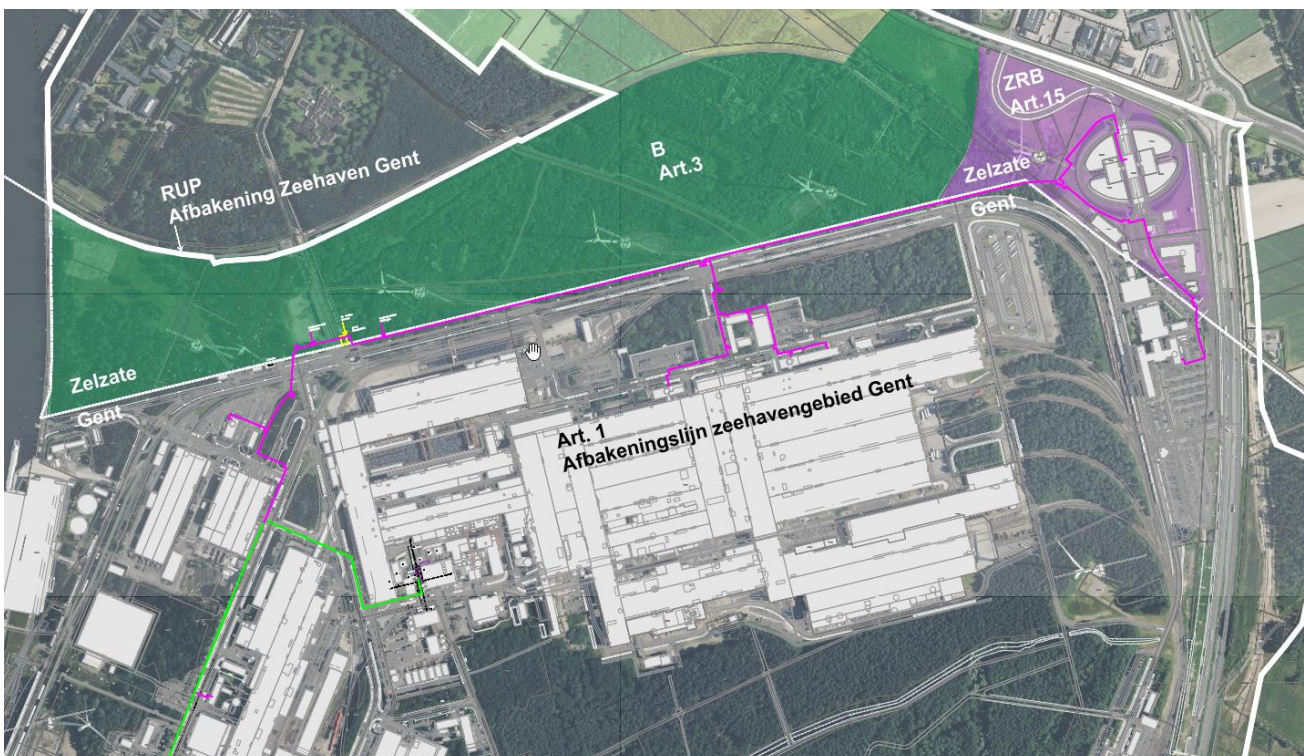 RUP
Afbakening Zeehaven Gent
B
Art.3
ZRB
Art.15
Zelzate
Gent
Zelzate
Gent
Art. 1
Afbakeningslijn zeehavengebied Gent